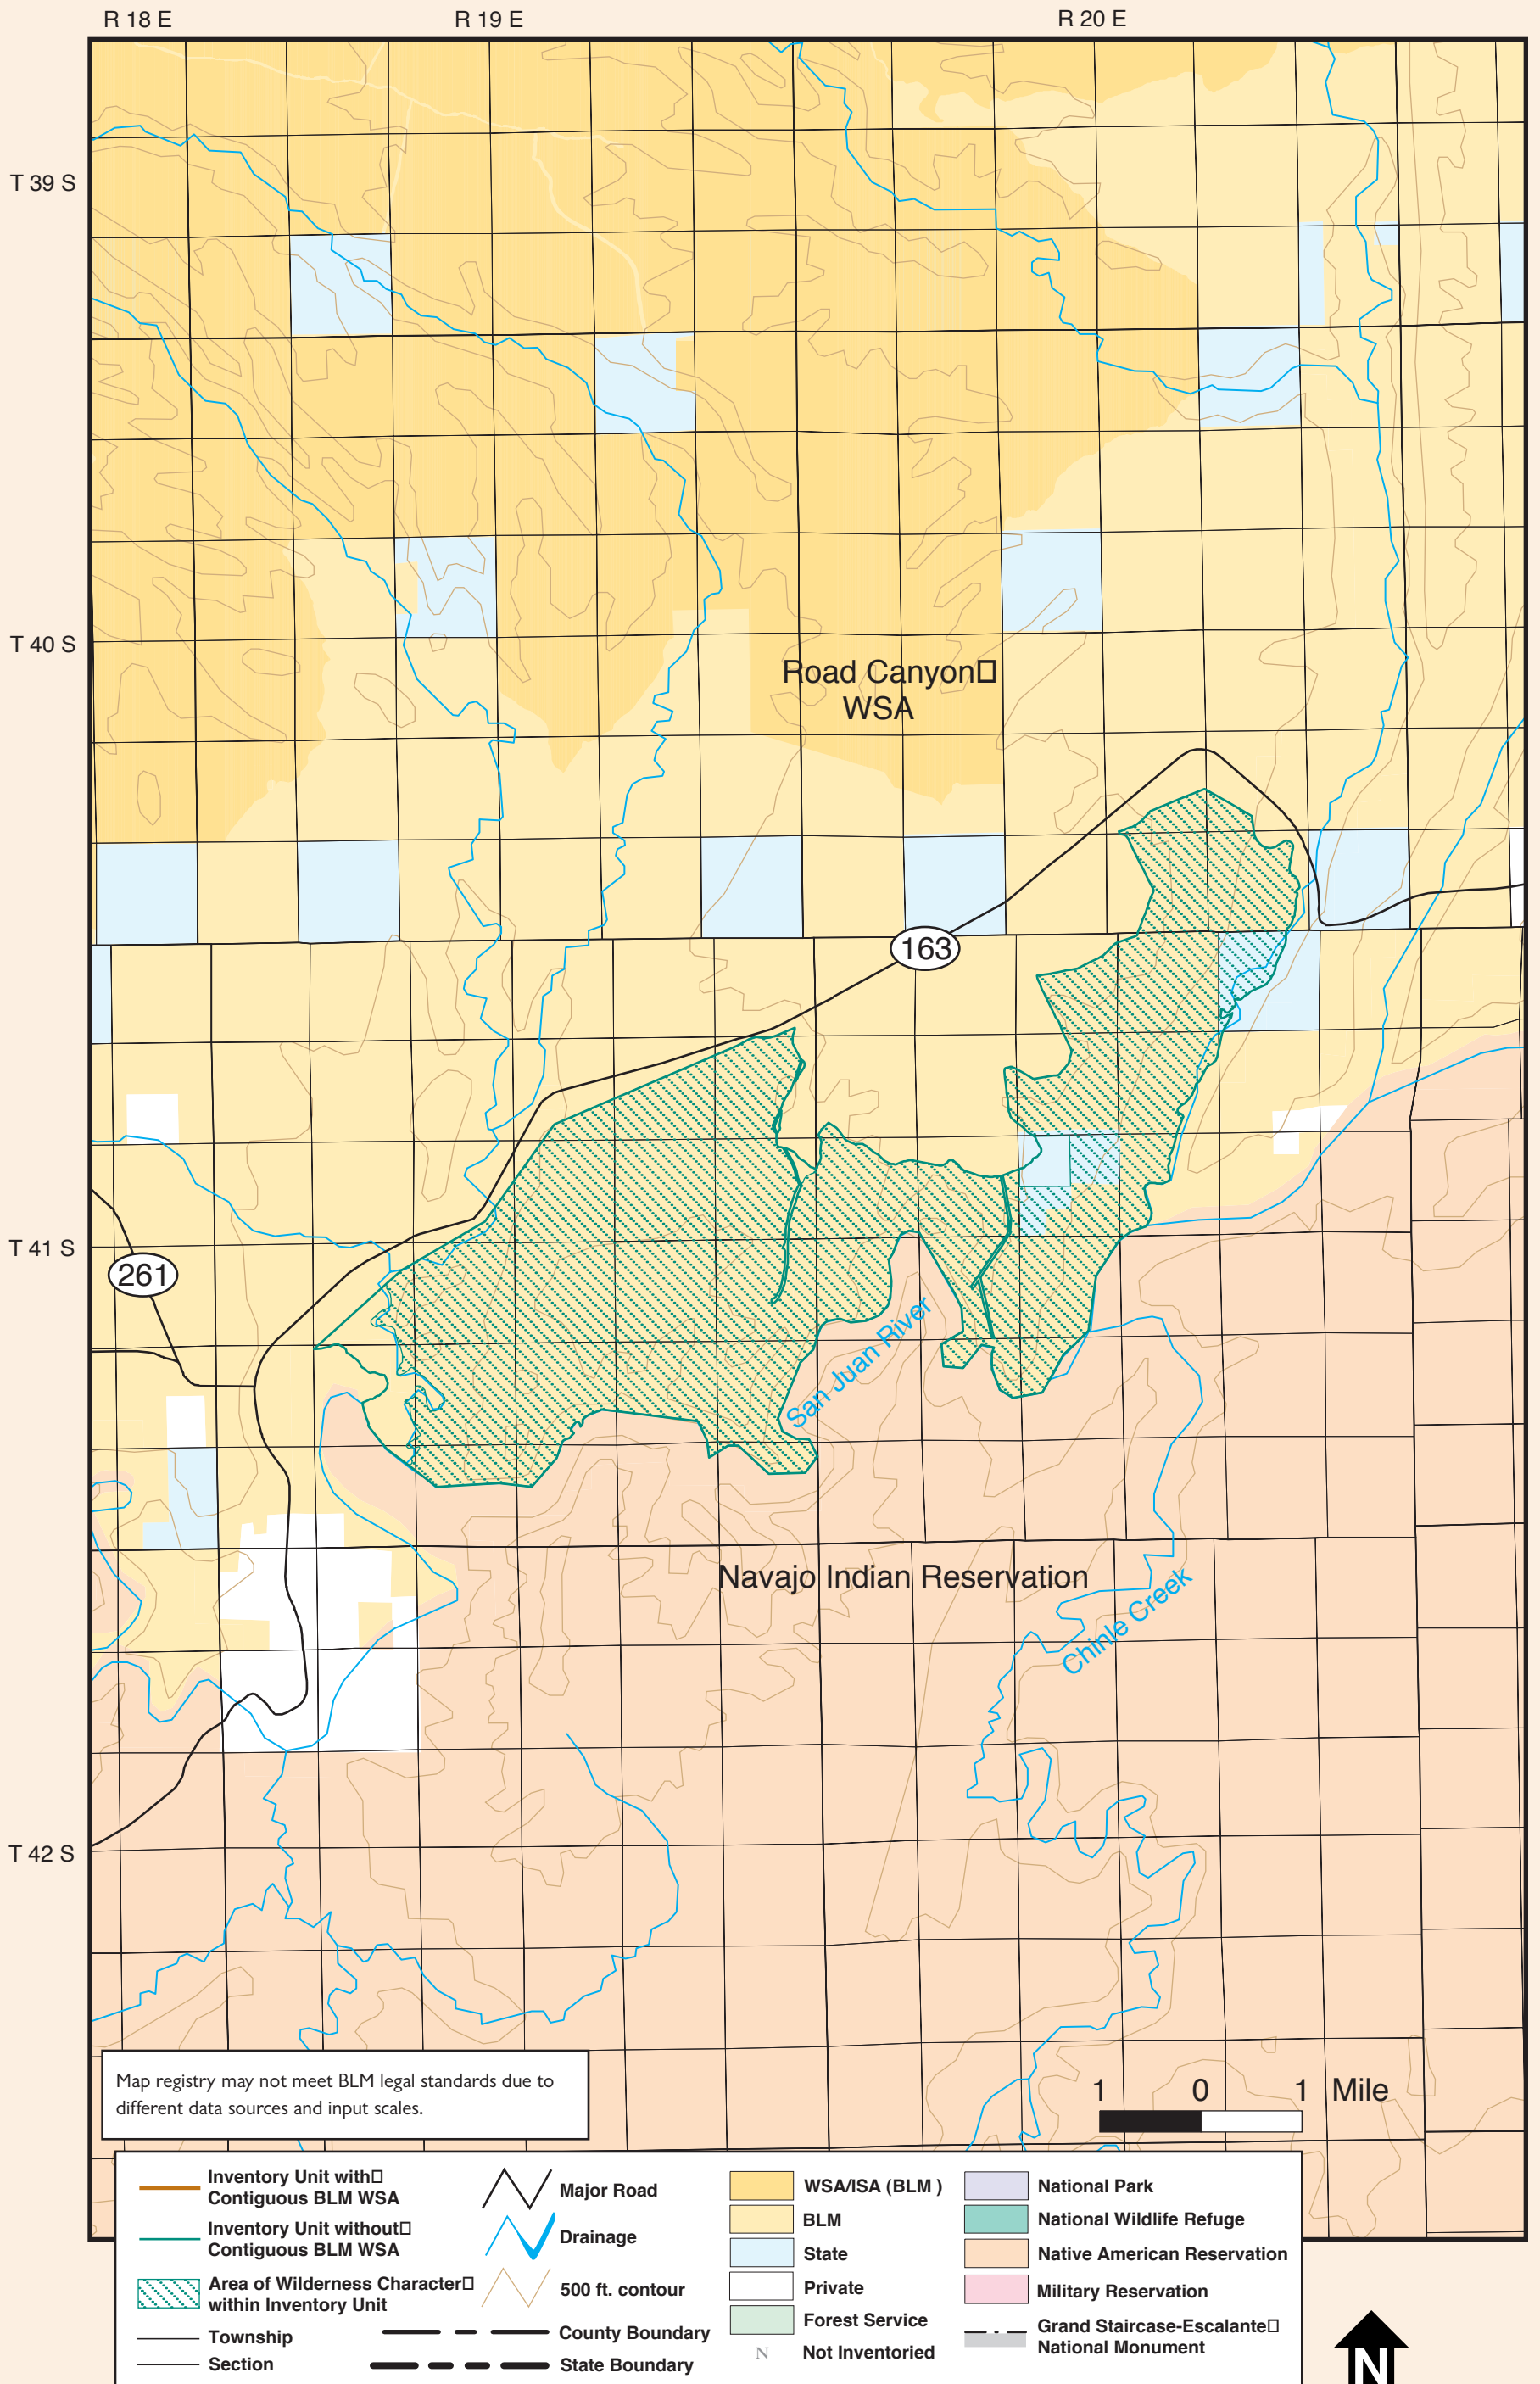 R 18 E
R 19 E
R 20 E
T 39 S
T 40 S
Road Canyon□
WSA
163
T 41 S
261
San Juan River
Navajo Indian Reservation
Chinle Creek
T 42 S
Map registry may not meet BLM legal standards due to
different data sources and input scales.
1 0 1 Mile
Inventory Unit with□
Contiguous BLM WSA
Inventory Unit without□
Contiguous BLM WSA
Area of Wilderness Character□
within Inventory Unit
Township
Section
Major Road
Drainage
500 ft. contour
County Boundary
State Boundary
WSA/ISA (BLM )
BLM
State
Private
Forest Service
N Not Inventoried
National Park
National Wildlife Refuge
Native American Reservation
Military Reservation
Grand Staircase-Escalante□
National Monument
N